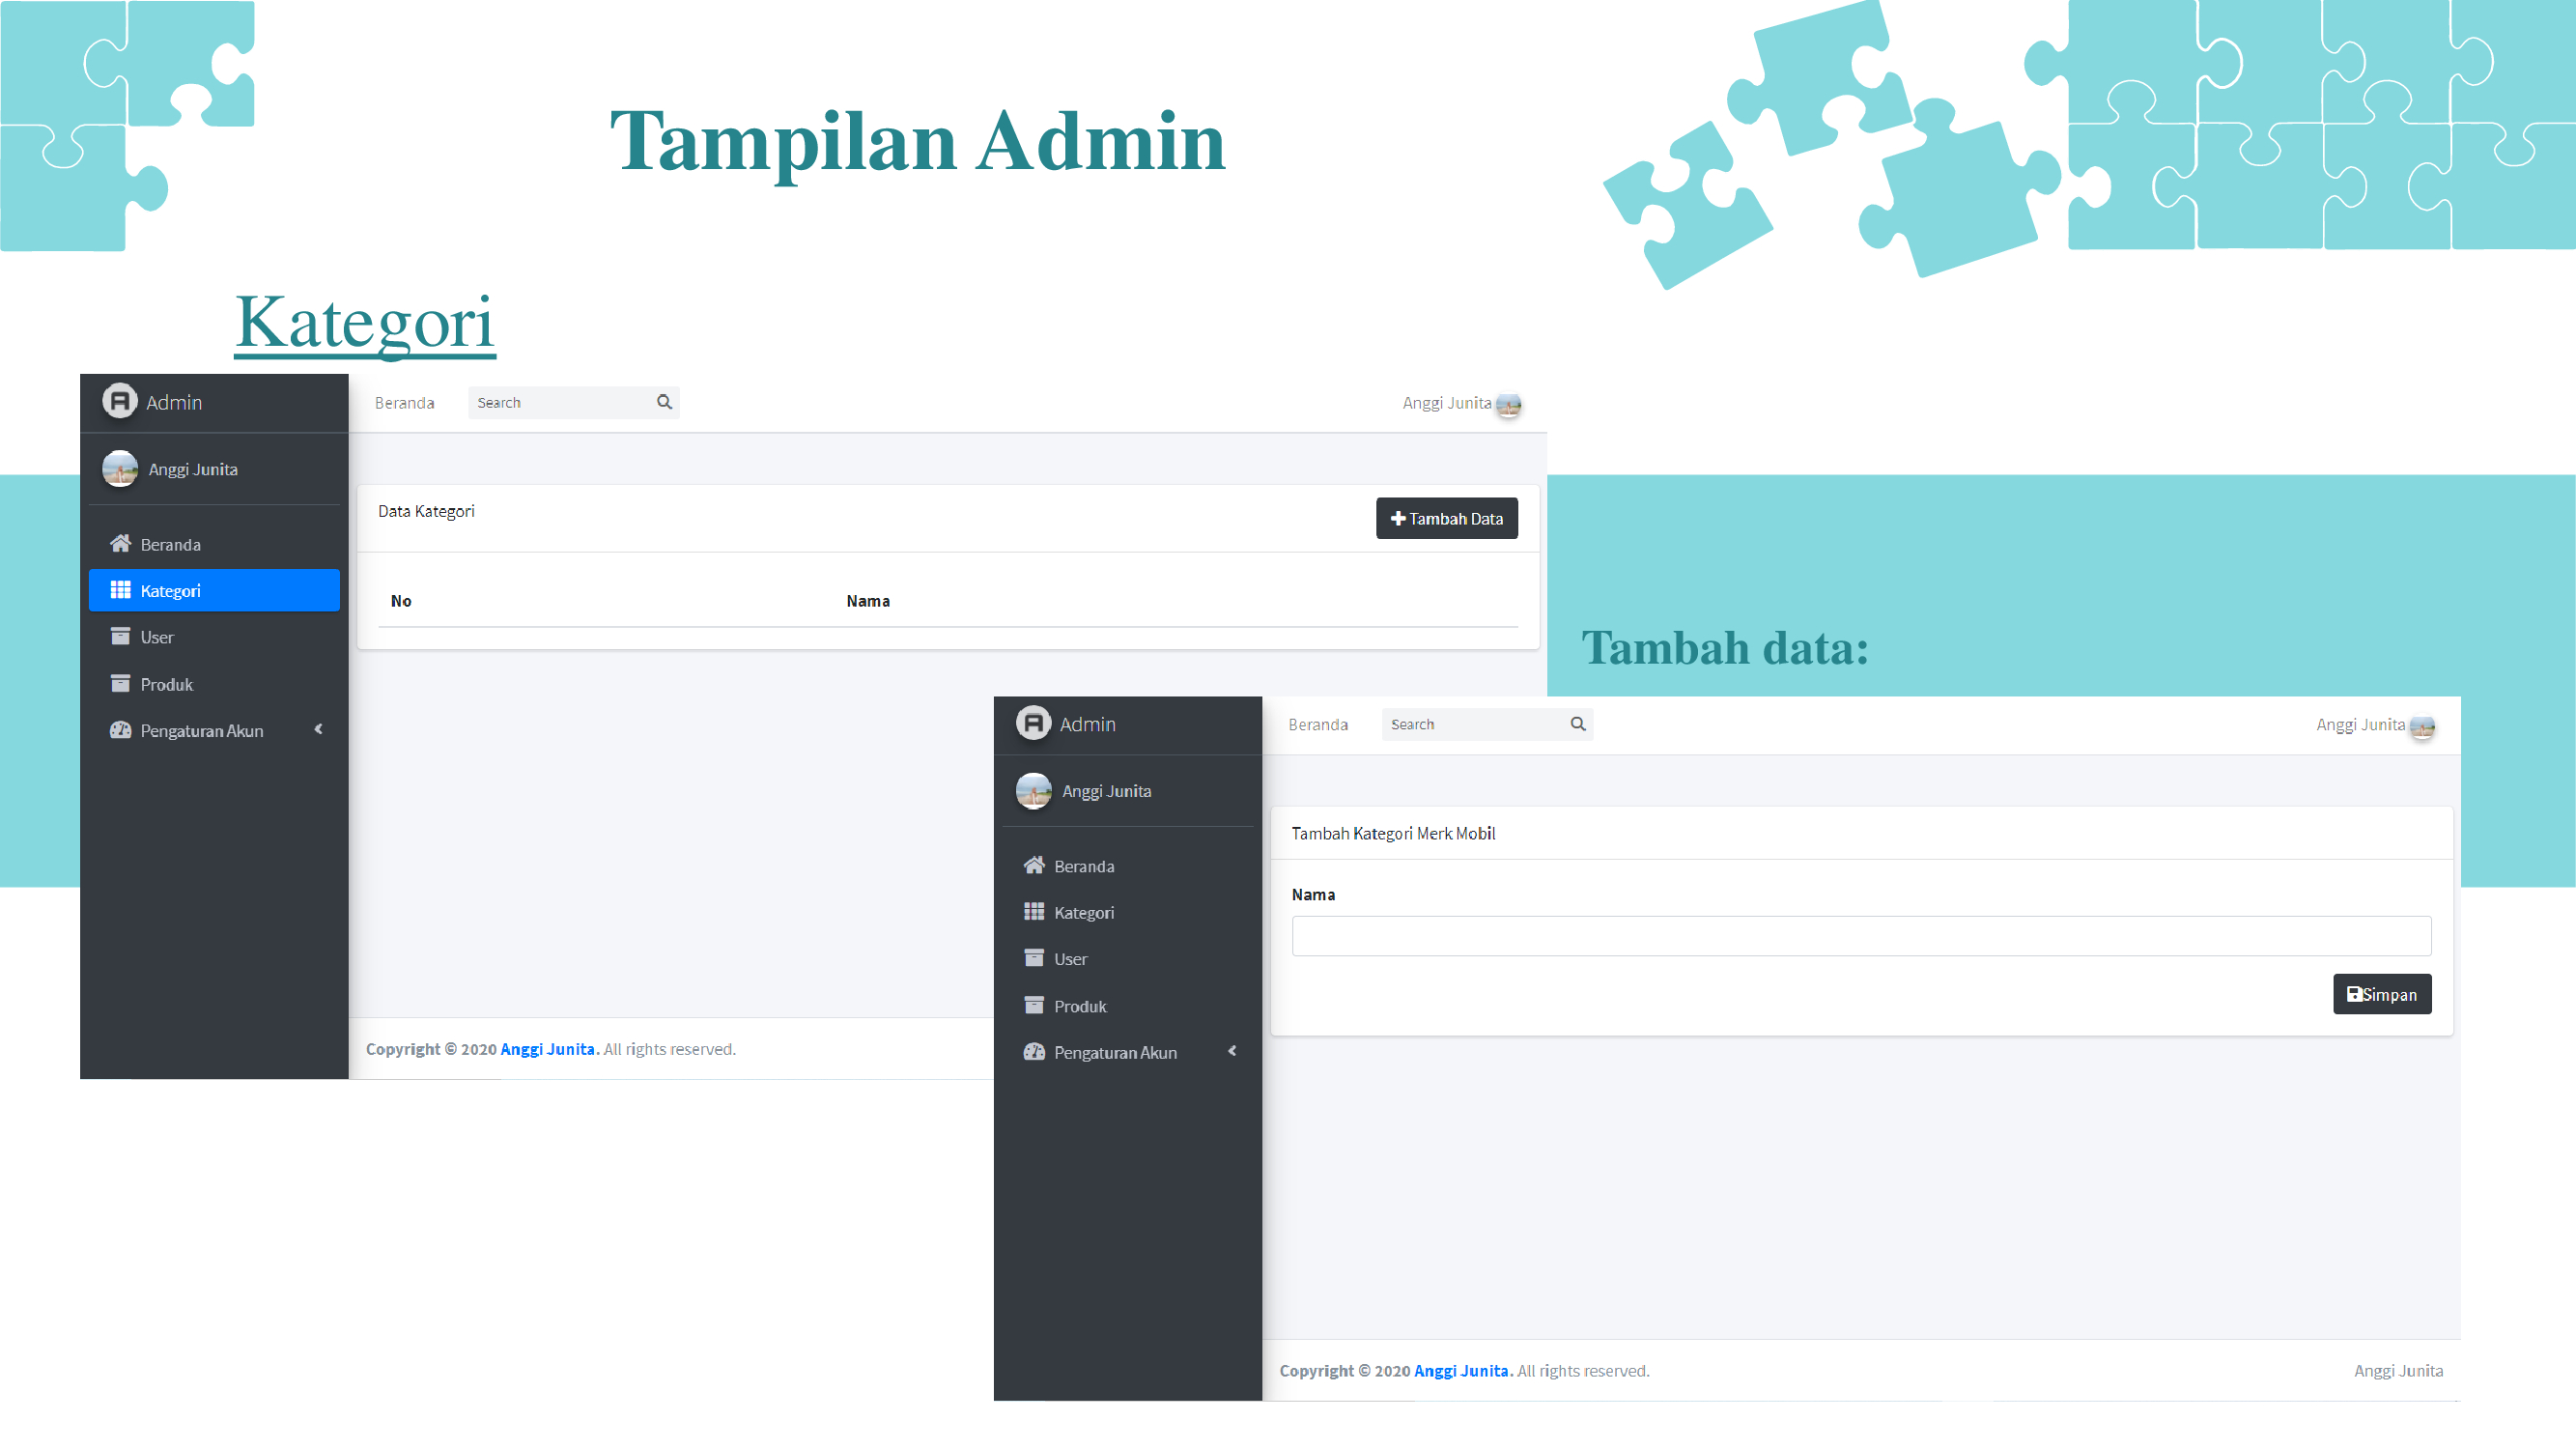 Tampilan Admin
Kategori
Admin
Beranda
Search
Anggi Junita
Anggi Junita
Beranda
Kategori
User
Produk
Pengaturan Akun
Data Kategori
Tambah Data
No
Nama
Copyright © 2020 Anggi Junita. All rights reserved.
Tambah data:
Admin
Beranda
Search
Anggi Junita
Anggi Junita
Beranda
Kategori
User
Produk
Pengaturan Akun
Tambah Kategori Merk Mobil
Nama
Simpan
Copyright © 2020 Anggi Junita. All rights reserved.
Anggi Junita